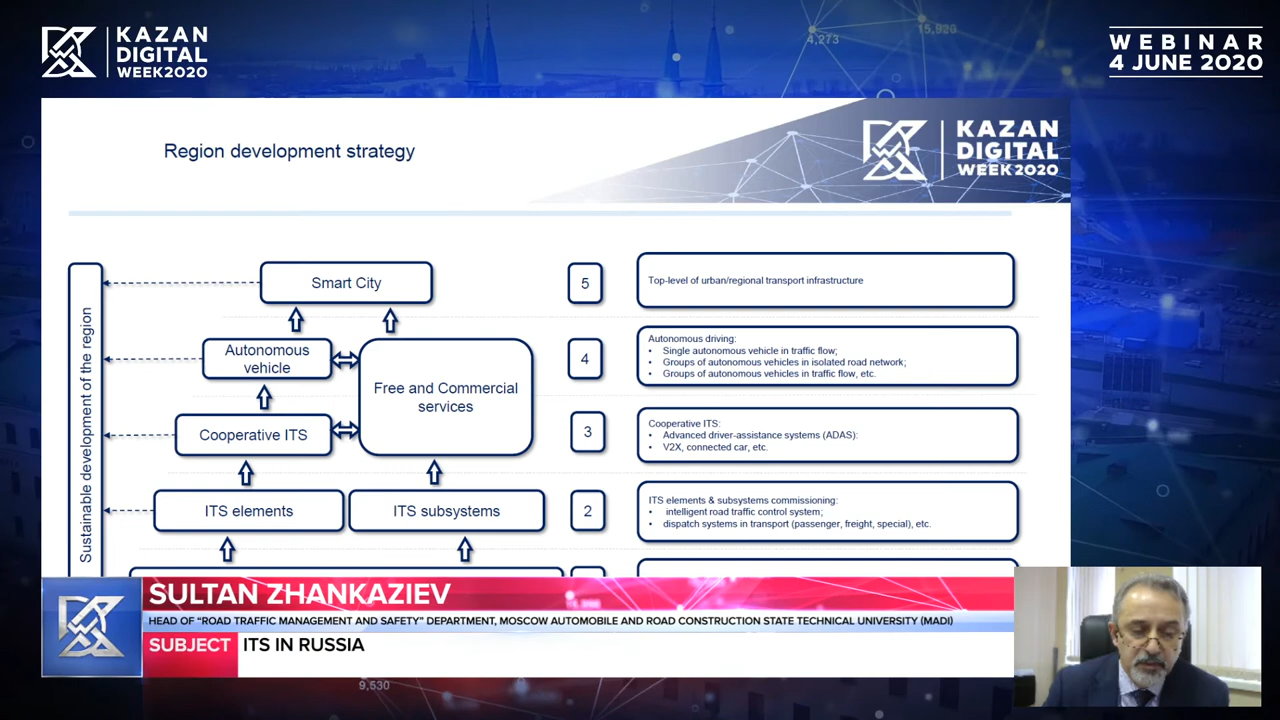 KAZAN
DIGITAL
WEEK2020
4,273
15,920
WEBINAR
4 JUNE 2020
Region development strategy
KAZAN
DIGITAL
WEEK2020
Sustainable development of the region
Smart City
5
Top-level of urban/regional transport infrastructure
Autonomous
vehicle
Free and Commercial
services
4
Autonomous driving:
• Single autonomous vehicle in traffic flow;
• Groups of autonomous vehicles in isolated road network;
• Groups of autonomous vehicles in traffic flow, etc.
Cooperative ITS
3
Cooperative ITS:
• Advanced driver-assistance systems (ADAS):
• V2X, connected car, etc.
ITS elements
ITS subsystems
2
ITS elements & subsystems commissioning:
• intelligent road traffic control system;
• dispatch systems in transport (passenger, freight, special), etc.
SULTAN ZHANKAZIEV
HEAD OF “ROAD TRAFFIC MANAGEMENT AND SAFETY” DEPARTMENT, MOSCOW AUTOMOBILE AND ROAD CONSTRUCTION STATE TECHNICAL UNIVERSITY (MADI)
SUBJECT ITS IN RUSSIA
9,530